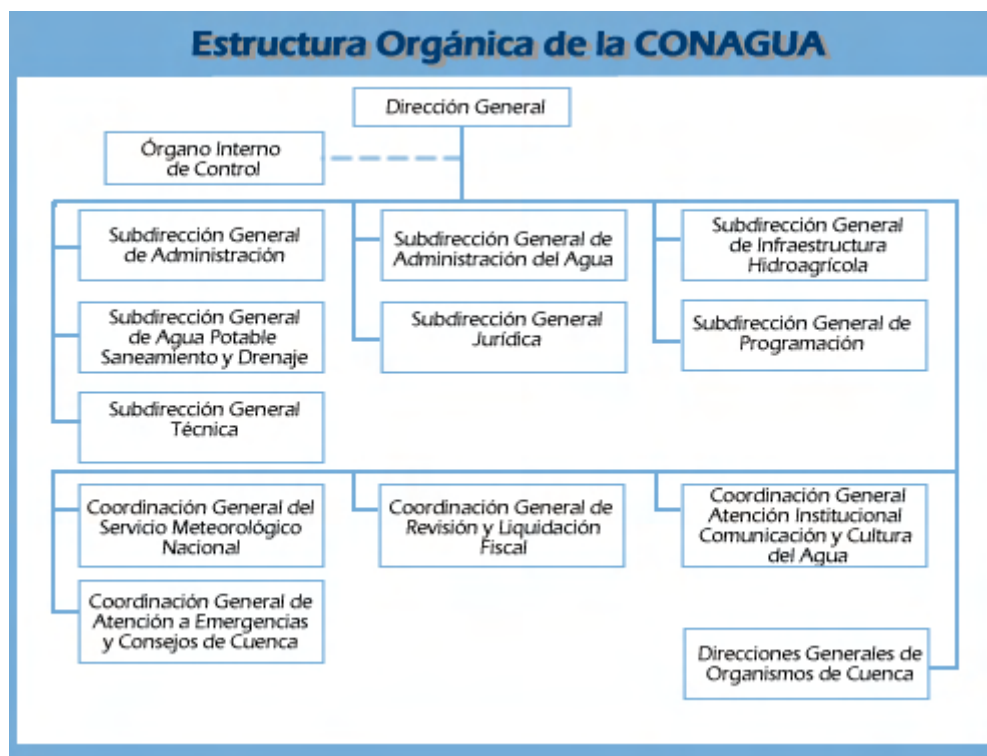 Estructura Orgánica de la CONAGUA
Dirección General
Órgano Interno
de Control
Subdirección General
de Administración
Subdirección General de
Administración del Agua
Subdirección General
de Infraestructura
Hidroagrícola
Subdirección General
de Agua Potable
Saneamiento y Drenaje
Subdirección General
Jurídica
Subdirección General de
Programación
Subdirección General
Técnica
Coordinación General del
Servicio Meteorológico
Nacional
Coordinación General de
Revisión y Liquidación
Fiscal
Coordinación General
Atención Institucional
Comunicación y Cultura
del Agua
Coordinación General de
Atención a Emergencias
y Consejos de Cuenca
Direcciones Generales de
Organismos de Cuenca